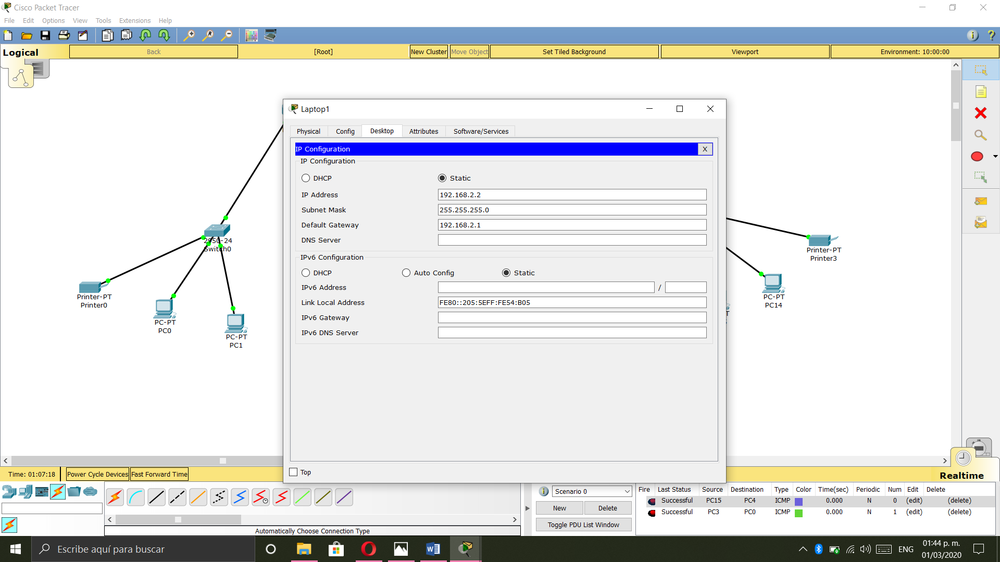 Cisco Packet Tracer
File Edit Options View Tools Extensions Help
Logical Back [Root] New Cluster Move Object Set Tiled Background Viewport Environment: 10:00:00
Laptop1
Physical Config Desktop Attributes Software/Services
IP Configuration X
IP Configuration
DHCP Static
IP Address 192.168.2.2
Subnet Mask 255.255.255.0
Default Gateway 192.168.2.1
DNS Server
IPv6 Configuration
DHCP Auto Config Static
IPv6 Address /
Link Local Address FE80::205:5EFF:FE54:B05
IPv6 Gateway
IPv6 DNS Server
Top
2950-24
Switch0
Printer-PT
Printer0
PC-PT
PC0
PC-PT
PC1
Printer-PT
Printer3
PC-PT
PC14
Time: 01:07:18 Power Cycle Devices Fast Forward Time Realtime
Scenario 0
New Delete
Toggle PDU List Window
Fire Last Status Source Destination Type Color Time(sec) Periodic Num Edit Delete
Successful PC15 PC4 ICMP 0.000 N 0 (edit) (delete)
Successful PC3 PC0 ICMP 0.000 N 1 (edit) (delete)
Automatically Choose Connection Type
Escribe aquí para buscar
ENG
01:44 p. m.
01/03/2020